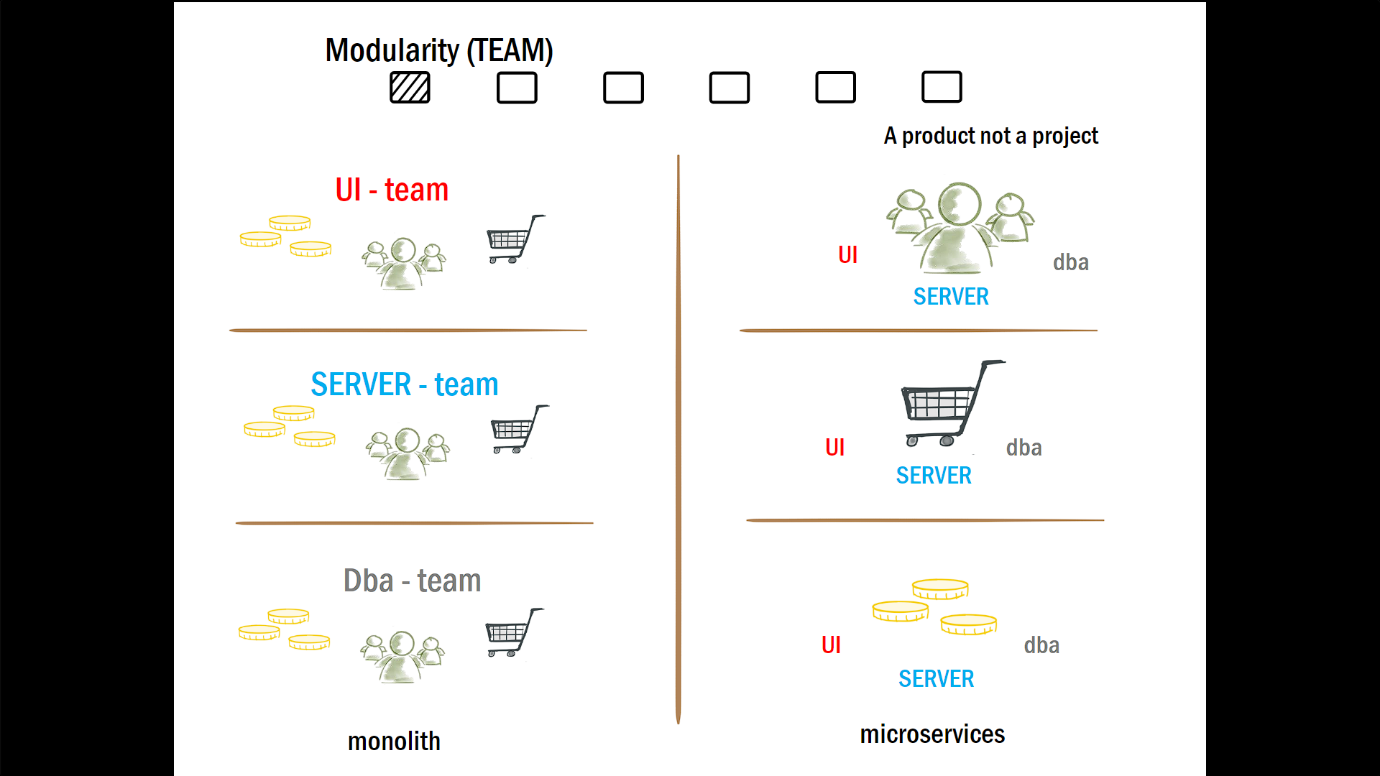 Modularity (TEAM)
A product not a project
UI - team
SERVER - team
Dba - team
monolith
UI
dba
SERVER
UI
dba
SERVER
UI
dba
SERVER
microservices